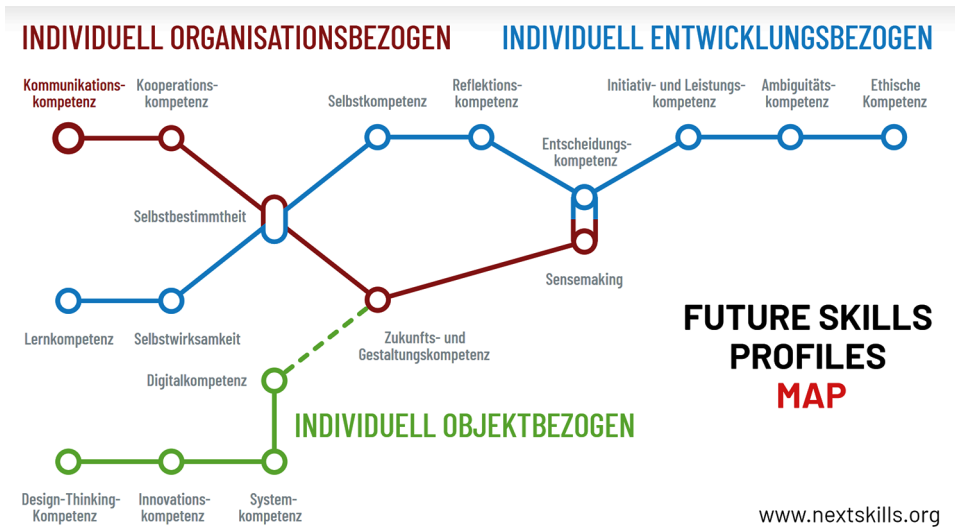 INDIVIDUELL ORGANISATIONSBEZOGEN
INDIVIDUELL ENTWICKLUNGSBEZOGEN
Kommunikations-
kompetenz
Kooperations-
kompetenz
Selbstkompetenz
Reflektions-
kompetenz
Initiativ- und Leistungs-
kompetenz
Ambiguitäts-
kompetenz
Ethische
Kompetenz
Entscheidungs-
kompetenz
Selbstbestimmtheit
Sensemaking
Lernkompetenz
Selbstwirksamkeit
Zukunfts- und
Gestaltungskompetenz
FUTURE SKILLS
PROFILES
MAP
Digitalkompetenz
INDIVIDUELL OBJEKTBEZOGEN
Design-Thinking-
Kompetenz
Innovations-
kompetenz
System-
kompetenz
www.nextskills.org